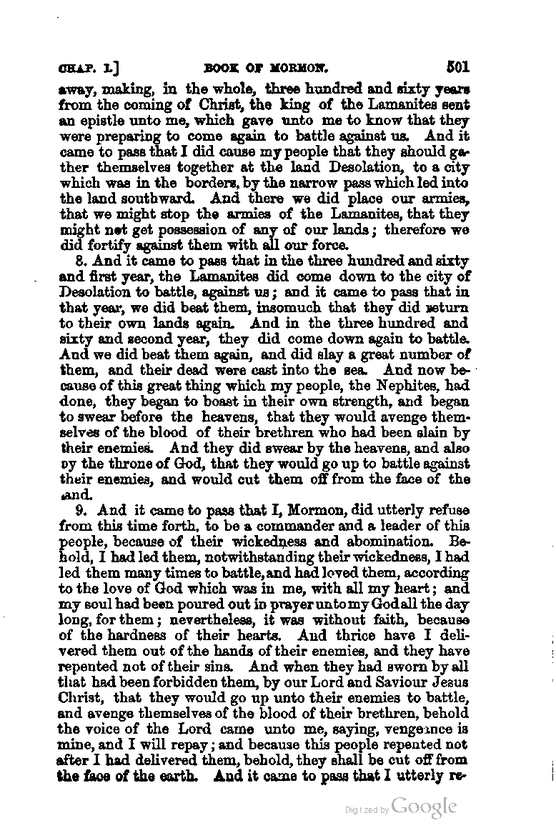 CHAP. I.] BOOK OF MORMON. 501
away, making, in the whole, three hundred and sixty years
from the coming of Christ, the king of the Lamanites sent
an epistle unto me, which gave unto me to know that they
were preparing to come again to battle against us. And it
came to pass that I did cause my people that they should ga-
ther themselves together at the land Desolation, to a city
which was in the borders, by the narrow pass which led into
the land southward. And there we did place our armies,
that we might stop the armies of the Lamanites, that they
might not get possession of any of our lands; therefore we
did fortify against them with all our force.
8. And it came to pass that in the three hundred and sixty
and first year, the Lamanites did come down to the city of
Desolation to battle, against us; and it came to pass that in
that year, we did beat them, insomuch that they did return
to their own lands again. And in the three hundred and
sixty and second year, they did come down again to battle.
And we did beat them again, and did slay a great number of
them, and their dead were cast into the sea. And now be-
cause of this great thing which my people, the Nephites, had
done, they began to boast in their own strength, and began
to swear before the heavens, that they would avenge them-
selves of the blood of their brethren who had been slain by
their enemies. And they did swear by the heavens, and also
by the throne of God, that they would go up to battle against
their enemies, and would cut them off from the face of the
land.
9. And it came to pass that I, Mormon, did utterly refuse
from this time forth, to be a commander and a leader of this
people, because of their wickedness and abomination. Be-
hold, I had led them, notwithstanding their wickedness, I had
led them many times to battle, and had loved them, according
to the love of God which was in me, with all my heart; and
my soul had been poured out in prayer unto my God all the day
long, for them; nevertheless, it was without faith, because
of the hardness of their hearts. And thrice have I deli-
vered them out of the hands of their enemies, and they have
repented not of their sins. And when they had sworn by all
that had been forbidden them, by our Lord and Saviour Jesus
Christ, that they would go up unto their enemies to battle,
and avenge themselves of the blood of their brethren, behold
the voice of the Lord came unto me, saying, vengeance is
mine, and I will repay; and because this people repented not
after I had delivered them, behold, they shall be cut off from
the face of the earth. And it came to pass that I utterly re-
Digitized by Google